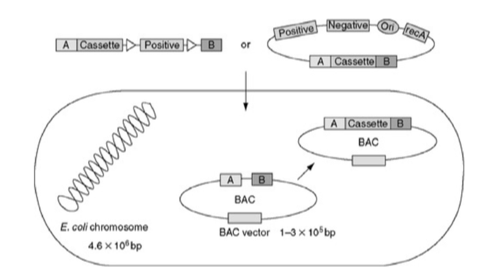 A Cassette Positive B or
Positive Negative Ori recA
A Cassette B
A Cassette B
BAC
A B
BAC
E. coli chromosome
4.6 × 10⁶ bp
BAC vector 1–3 × 10⁵ bp